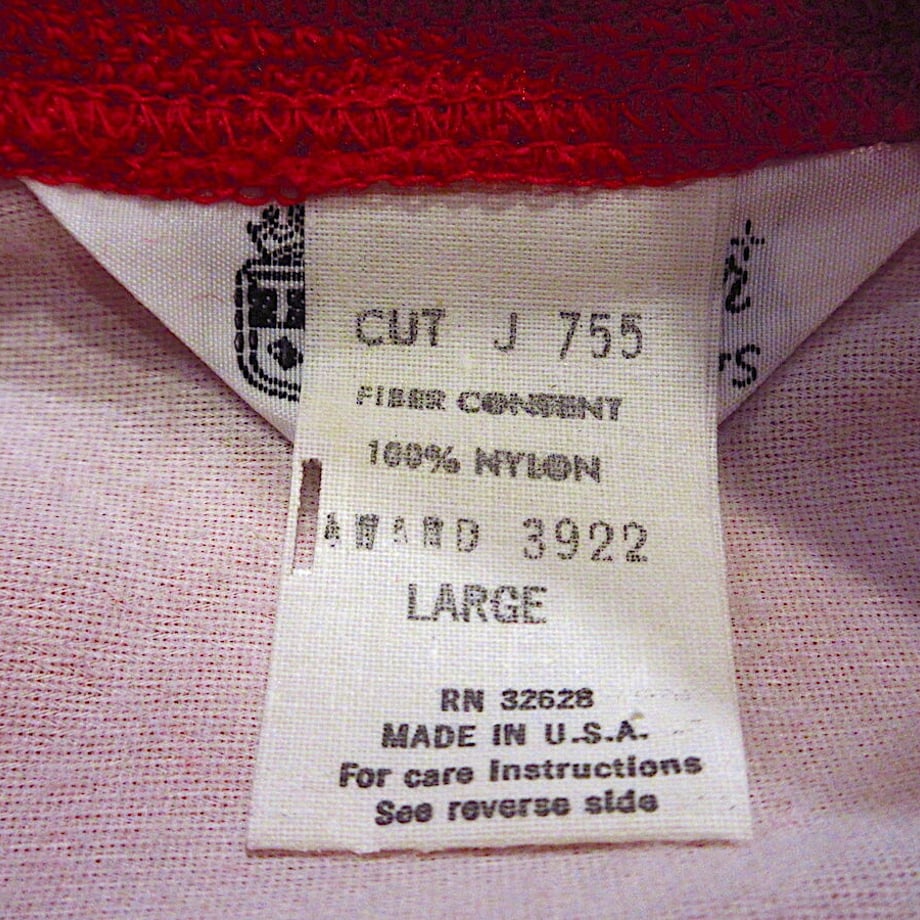 CUT J 755
FIBER CONTENT
100% NYLON
AWARD 3922
LARGE
RN 32628
MADE IN U.S.A.
For care Instructions
See reverse side